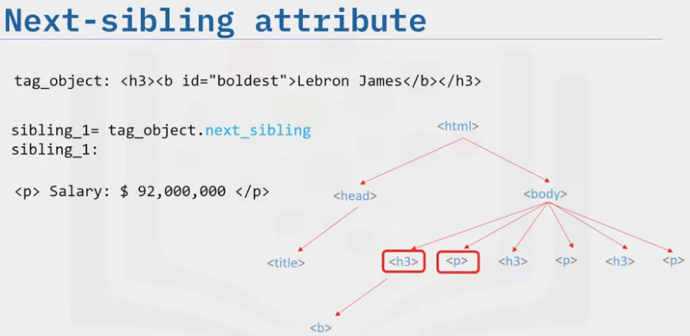 Next-sibling attribute
tag_object: <h3><b id="boldest">Lebron James</b></h3>
sibling_1= tag_object.next_sibling
sibling_1:
<p> Salary: $ 92,000,000 </p>
<html>
<head> <body>
<title> <h3> <p> <h3> <p> <h3> <p>
<b>